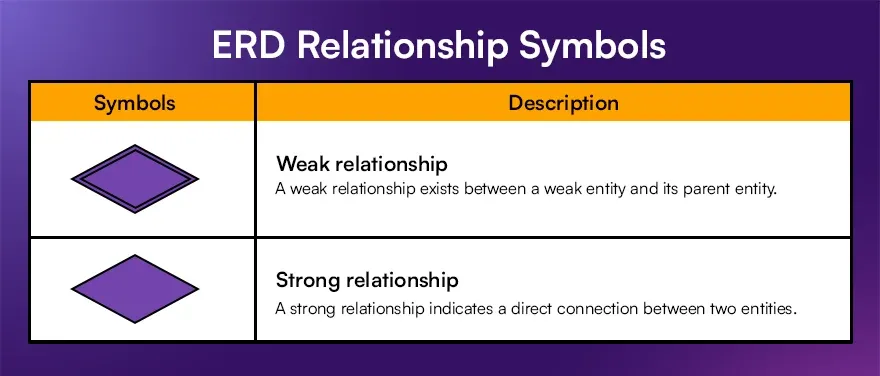 ERD Relationship Symbols
Symbols
Description
Weak relationship
A weak relationship exists between a weak entity and its parent entity.
Strong relationship
A strong relationship indicates a direct connection between two entities.